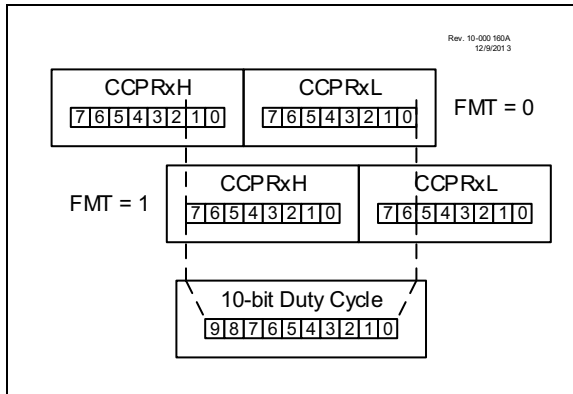 Rev. 10-000 160A
12/9/2013
CCPRxH CCPRxL
7 6 5 4 3 2 1 0 7 6 5 4 3 2 1 0 FMT = 0
CCPRxH CCPRxL
FMT = 1 7 6 5 4 3 2 1 0 7 6 5 4 3 2 1 0
10-bit Duty Cycle
9 8 7 6 5 4 3 2 1 0